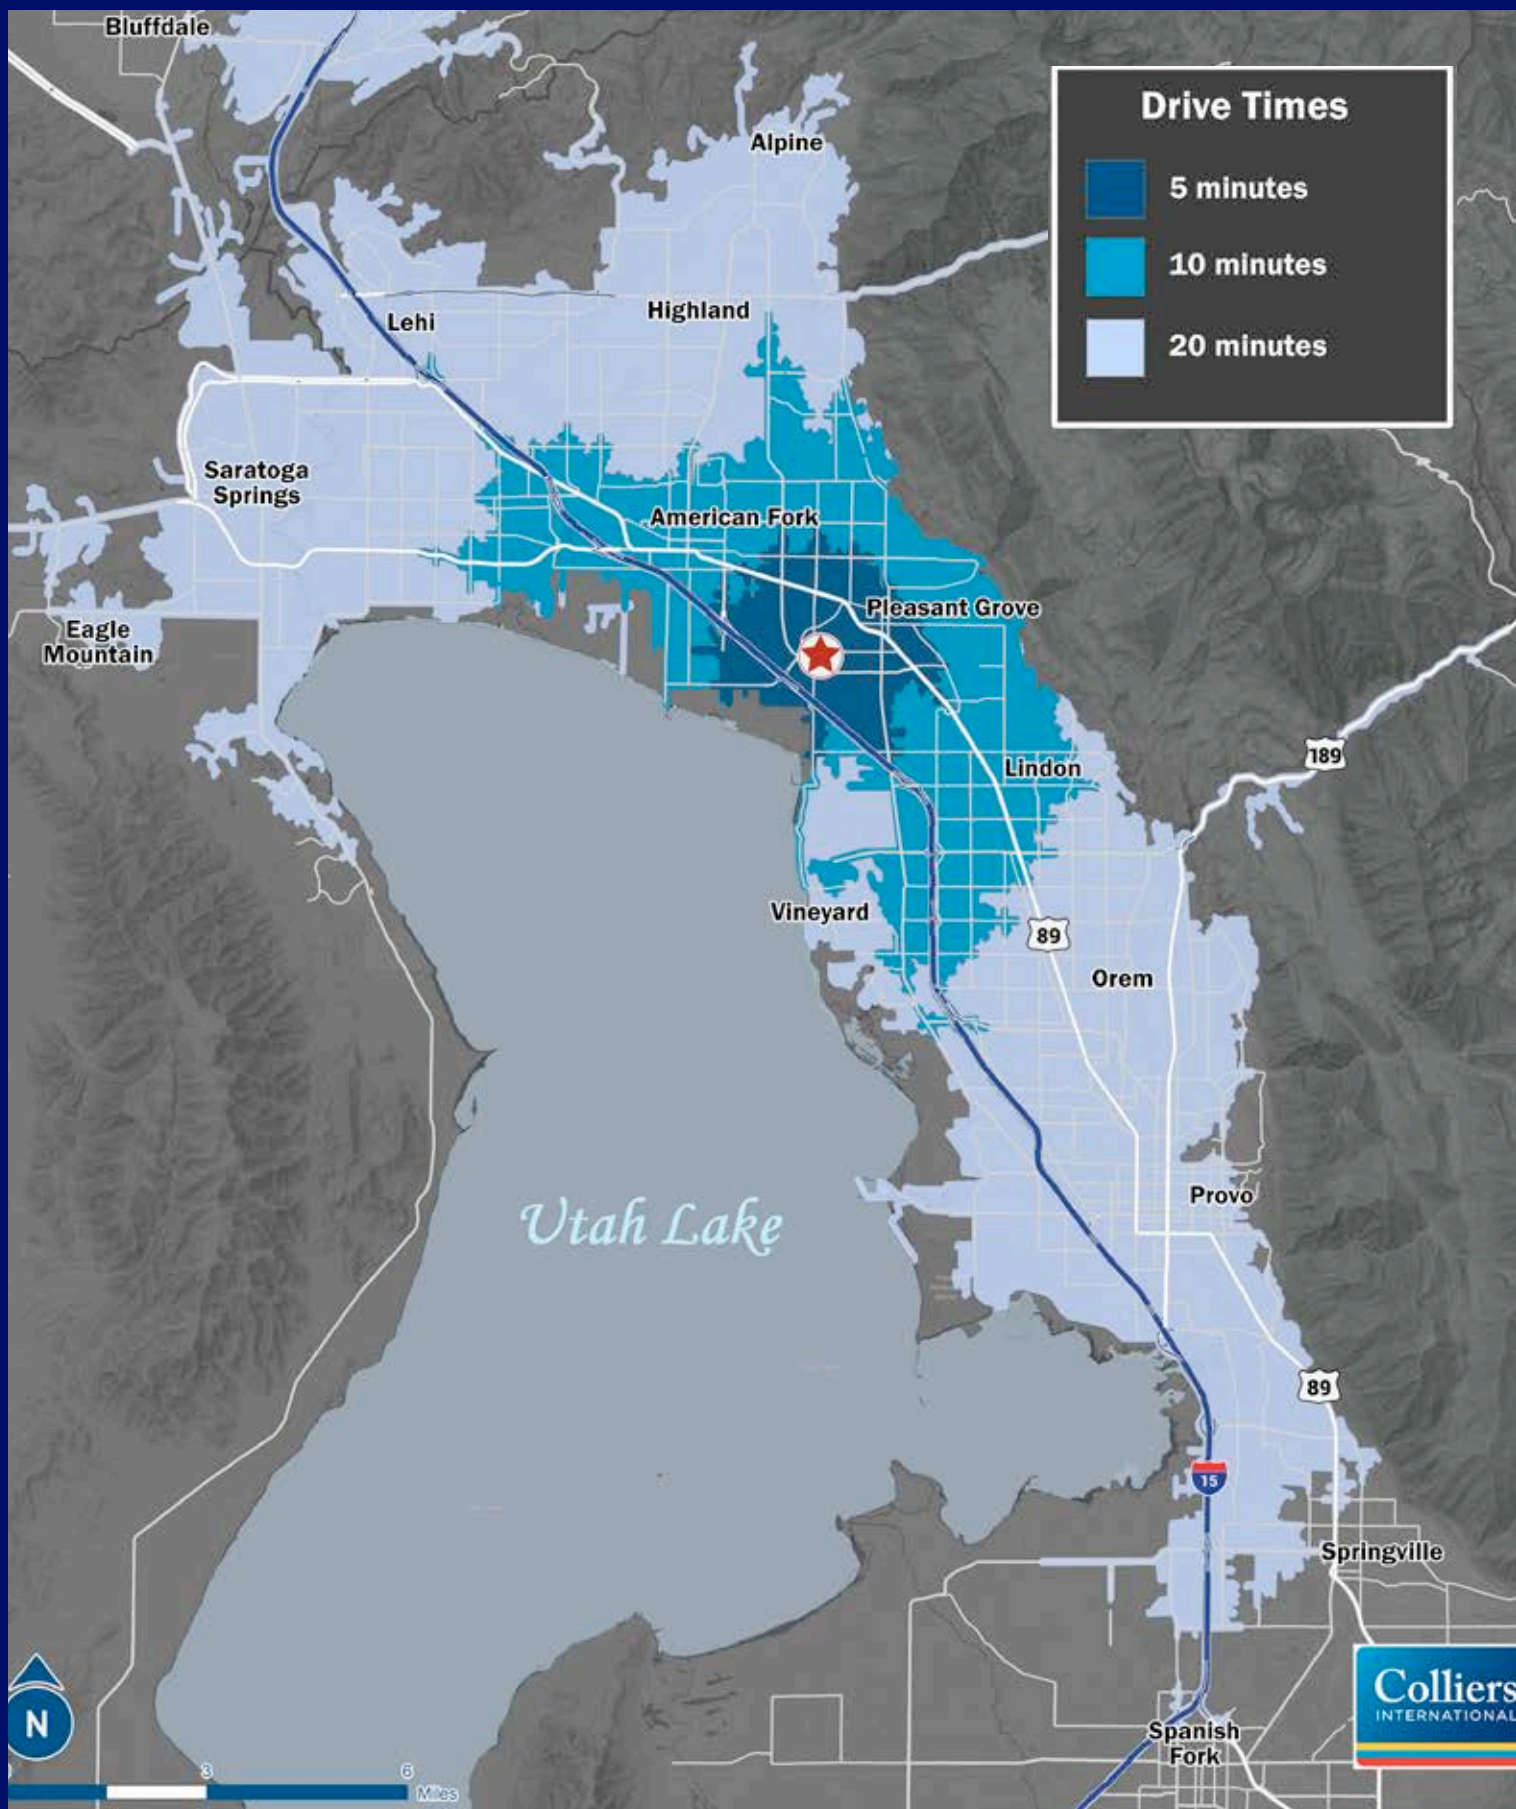 Bluffdale
Drive Times
Alpine
5 minutes
10 minutes
Highland
Lehi
20 minutes
Saratoga
Springs
American Fork
Pleasant Grove
Eagle
Mountain
189
Lindon
Vineyard
89
Orem
Provo
Utah Lake
89
15
Springville
Colliers
INTERNATIONAL
N
Spanish
Fork
3
6
Miles